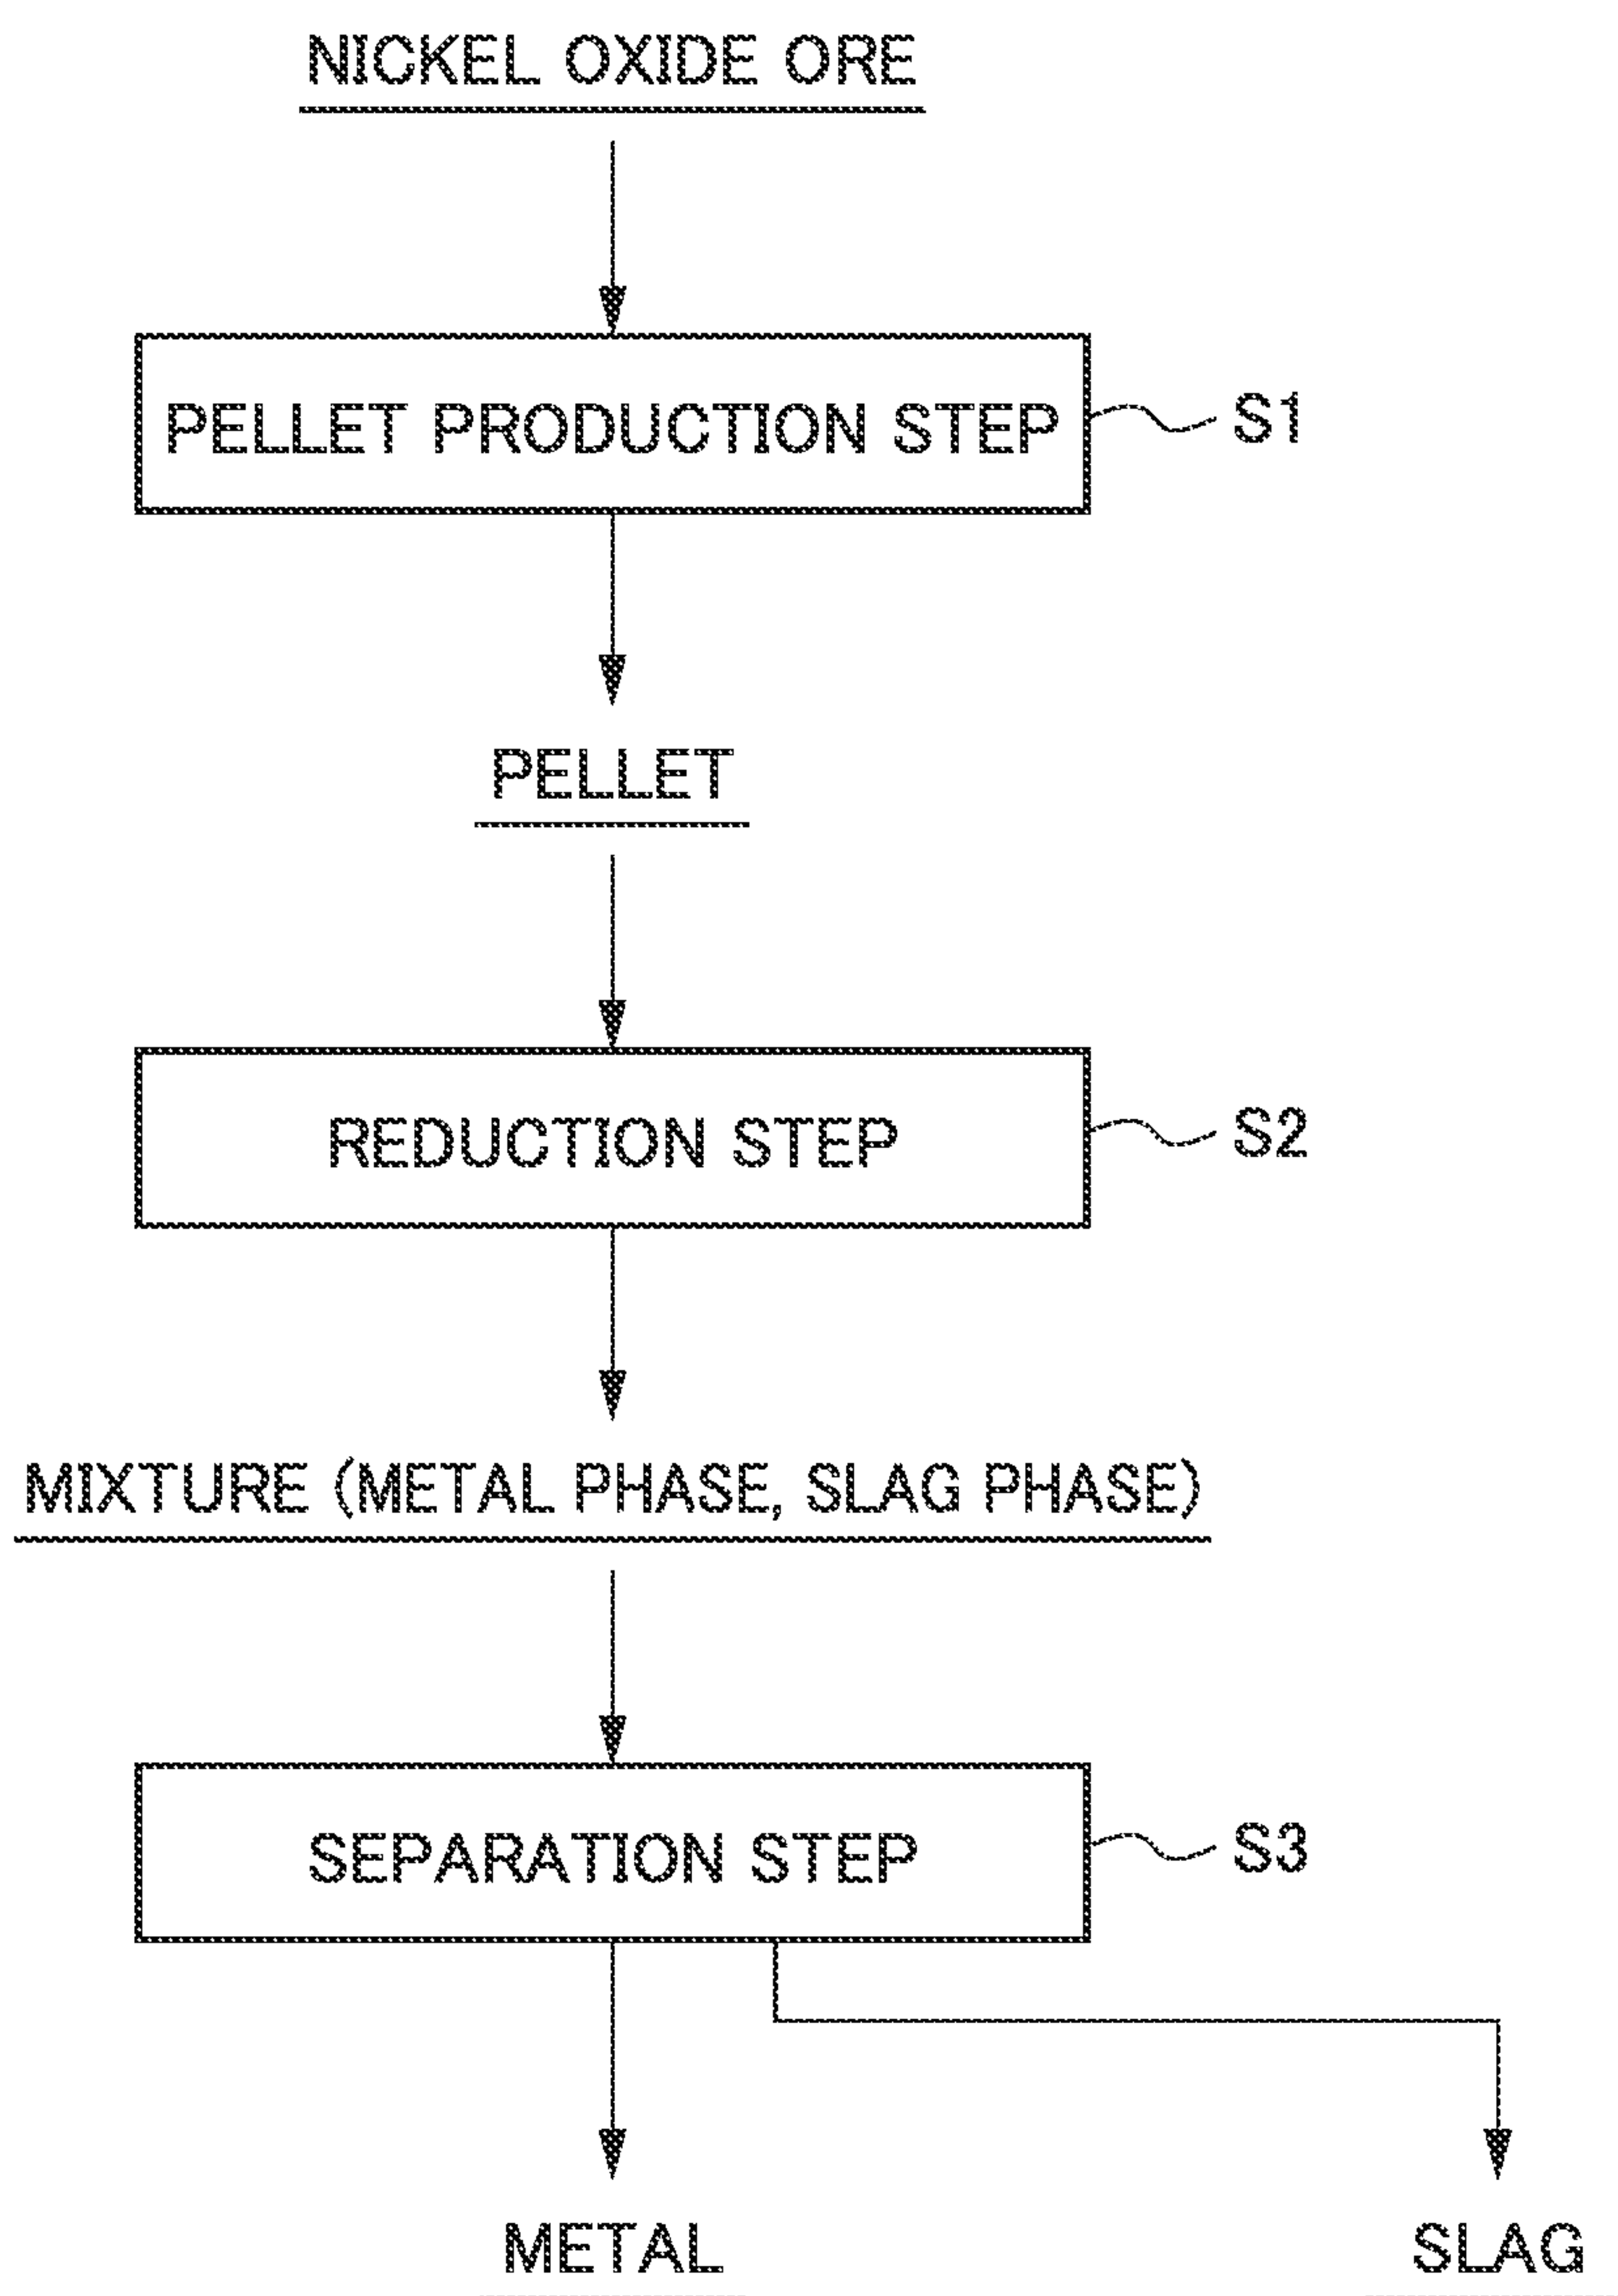 NICKEL OXIDE ORE
PELLET PRODUCTION STEP S1
PELLET
REDUCTION STEP S2
MIXTURE (METAL PHASE, SLAG PHASE)
SEPARATION STEP S3
METAL SLAG